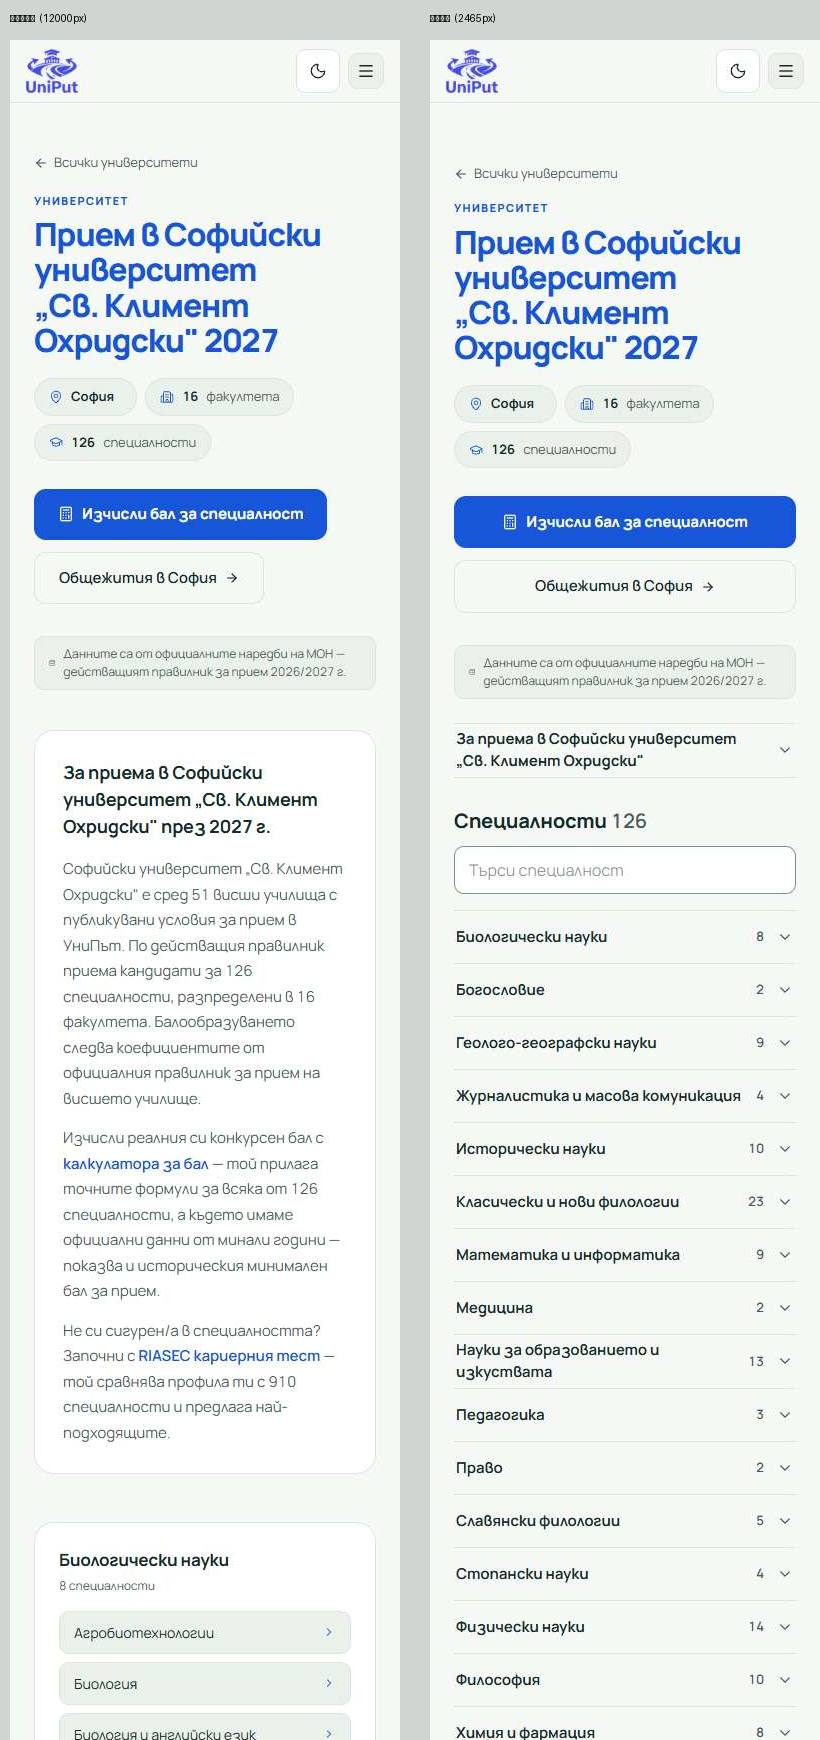 (12000px)
UniPut
Всички университети
УНИВЕРСИТЕТ
Прием в Софийски
университет
„Св. Климент
Охридски" 2027
София
16 факултета
126 специалности
Изчисли бал за специалност
Общежития в София
Данните са от официалните наредби на МОН —
действащият правилник за прием 2026/2027 г.
За приема в Софийски
университет „Св. Климент
Охридски" през 2027 г.
Софийски университет „Св. Климент
Охридски" е сред 51 висши училища с
публикувани условия за прием в
УниПът. По действащия правилник
приема кандидати за 126
специалности, разпределени в 16
факултета. Балообразуването
следва коефициентите от
официалния правилник за прием на
висшето училище.
Изчисли реалния си конкурсен бал с
калкулатора за бал — той прилага
точните формули за всяка от 126
специалности, а където имаме
официални данни от минали години —
показва и историческия минимален
бал за прием.
Не си сигурен/а в специалността?
Започни с RIASEC кариерния тест —
той сравнява профила ти с 910
специалности и предлага най-
подходящите.
Биологически науки
8 специалности
Агробиотехнологии
Биология
Биология и английски език
(2465px)
UniPut
Всички университети
УНИВЕРСИТЕТ
Прием в Софийски
университет
„Св. Климент
Охридски" 2027
София
16 факултета
126 специалности
Изчисли бал за специалност
Общежития в София
Данните са от официалните наредби на МОН —
действащият правилник за прием 2026/2027 г.
За приема в Софийски университет
„Св. Климент Охридски"
Специалности 126
Търси специалност
Биологически науки 8
Богословие 2
Геолого-географски науки 9
Журналистика и масова комуникация 4
Исторически науки 10
Класически и нови филологии 23
Математика и информатика 9
Медицина 2
Науки за образованието и
изкуствата 13
Педагогика 3
Право 2
Славянски филологии 5
Стопански науки 4
Физически науки 14
Философия 10
Химия и фармация 8